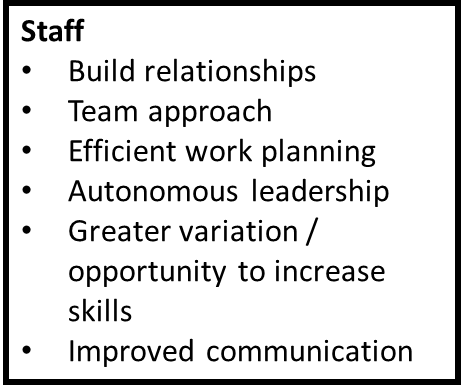 Staff
• Build relationships
• Team approach
• Efficient work planning
• Autonomous leadership
• Greater variation /
opportunity to increase
skills
• Improved communication